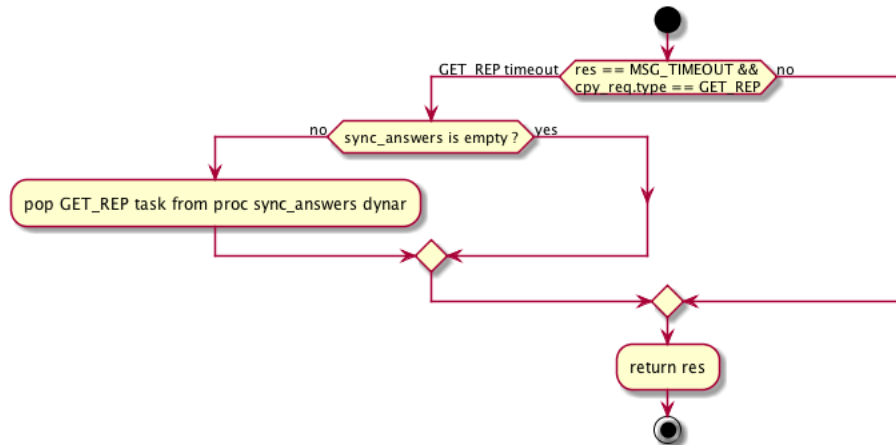 GET_REP timeout
res == MSG_TIMEOUT &&
cpy_req.type == GET_REP
no
no
sync_answers is empty ?
yes
pop GET_REP task from proc sync_answers dynar
return res